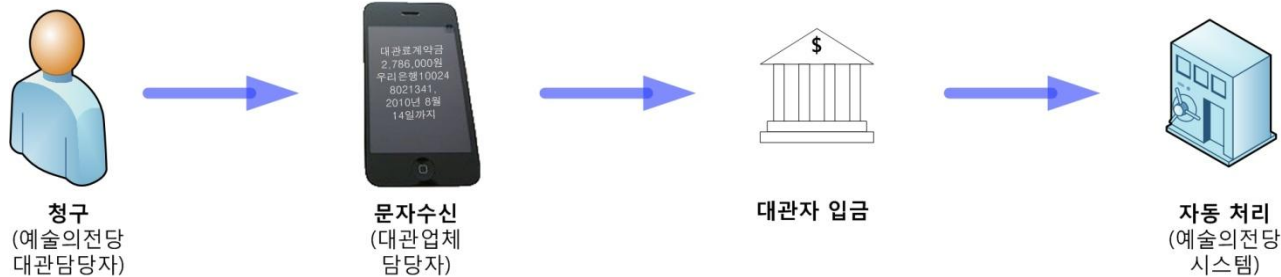 대관료계약금
2,786,000원
우리은행10024
8021341,
2010년 8월
14일까지
$
청구
(예술의전당
대관담당자)
문자수신
(대관업체
담당자)
대관자 입금
자동 처리
(예술의전당
시스템)